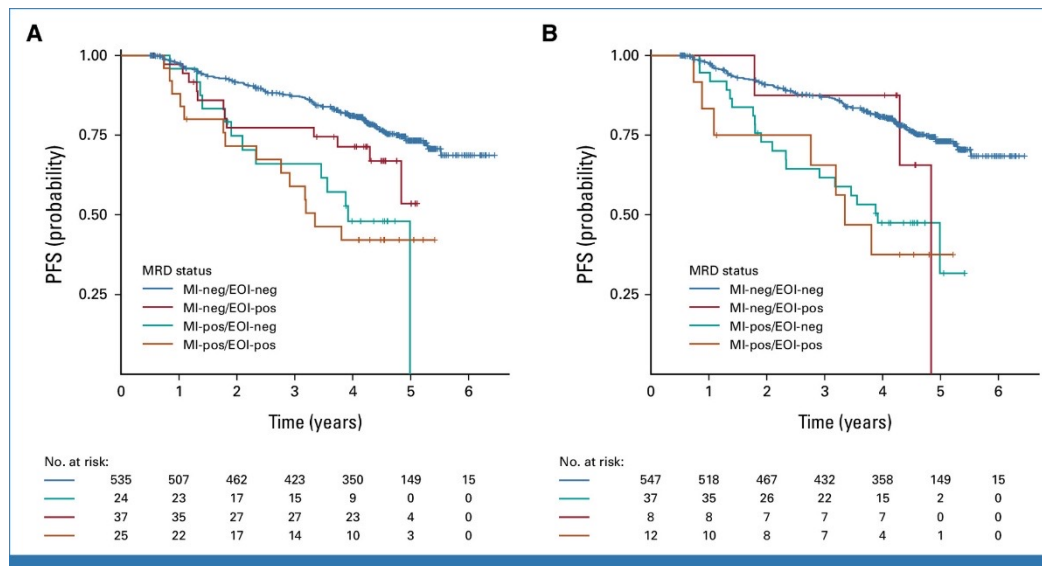 A
1.00
0.75
0.50
0.25
PFS (probability)
MRD status
MI-neg/EOI-neg
MI-neg/EOI-pos
MI-pos/EOI-neg
MI-pos/EOI-pos
0 1 2 3 4 5 6
Time (years)
No. at risk:
535 507 462 423 350 149 15
24 23 17 15 9 0 0
37 35 27 27 23 4 0
25 22 17 14 10 3 0
B
1.00
0.75
0.50
0.25
PFS (probability)
MRD status
MI-neg/EOI-neg
MI-neg/EOI-pos
MI-pos/EOI-neg
MI-pos/EOI-pos
0 1 2 3 4 5 6
Time (years)
No. at risk:
547 518 467 432 358 149 15
37 35 26 22 15 2 0
8 8 7 7 7 0 0
12 10 8 7 4 1 0